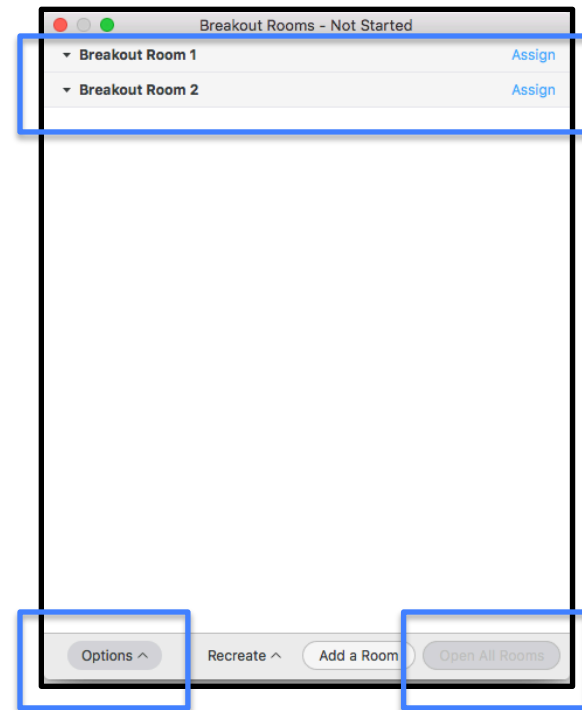 Breakout Rooms - Not Started
Breakout Room 1 Assign
Breakout Room 2 Assign
Options Recreate Add a Room Open All Rooms